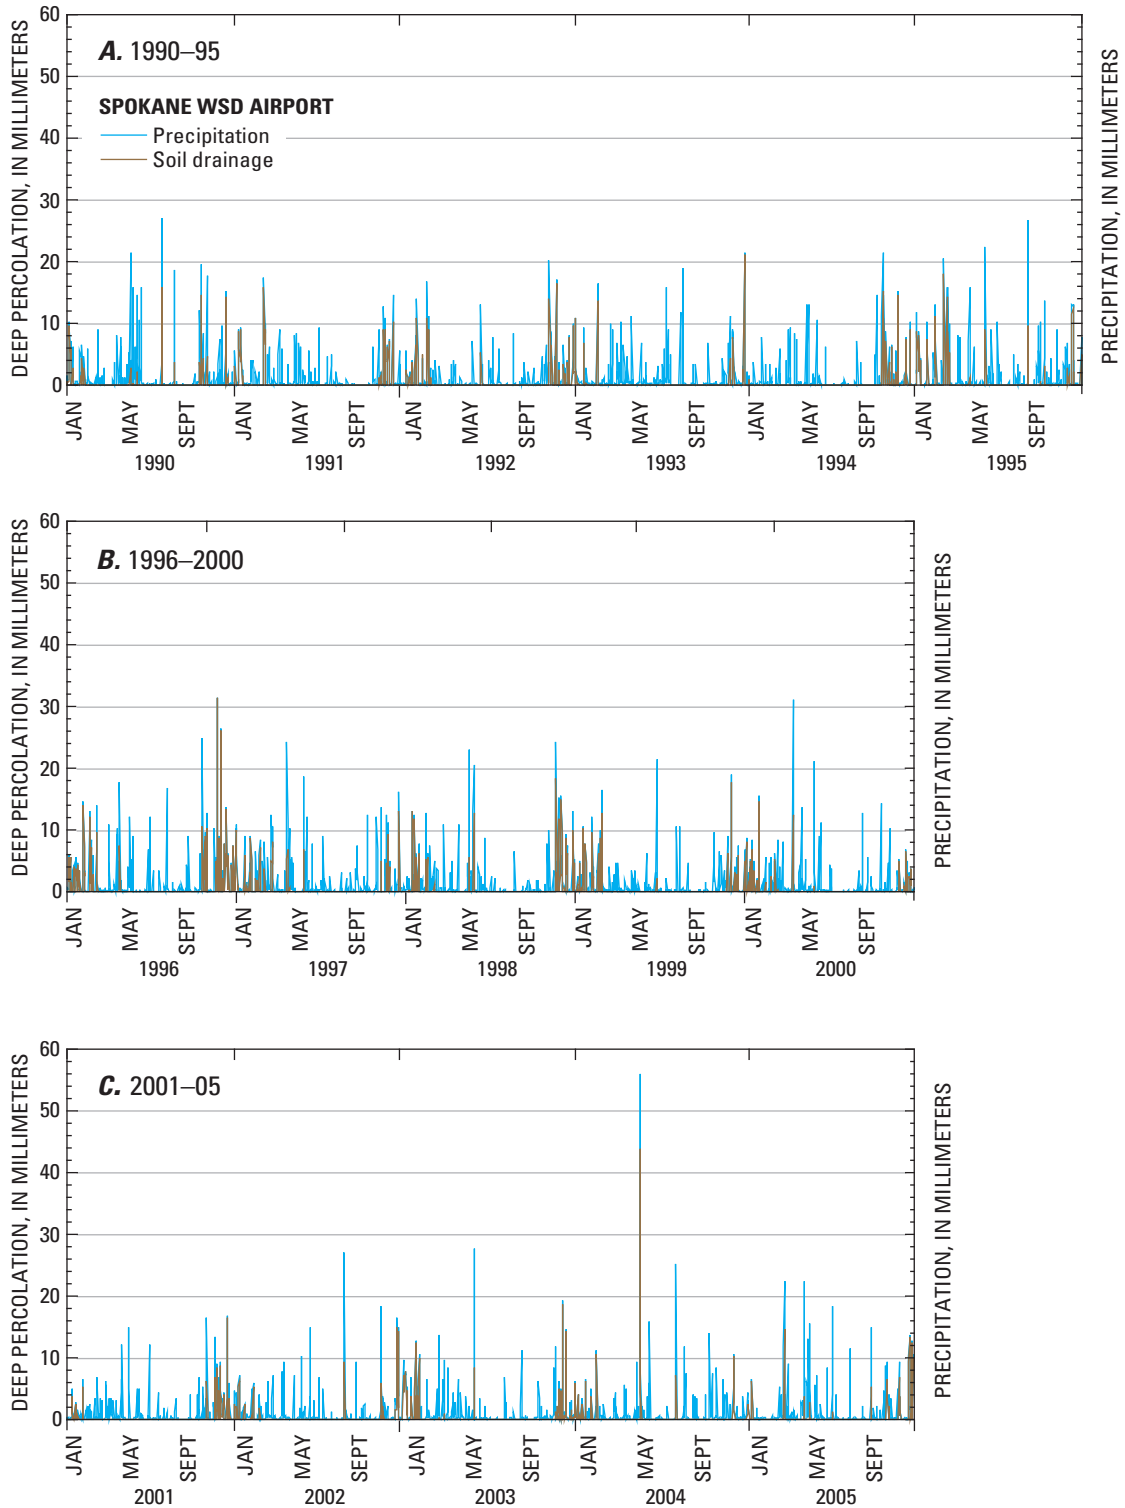 A. 1990–95
SPOKANE WSD AIRPORT
Precipitation
Soil drainage
DEEP PERCOLATION, IN MILLIMETERS
PRECIPITATION, IN MILLIMETERS
60
50
40
30
20
10
0
JAN MAY SEPT JAN MAY SEPT JAN MAY SEPT JAN MAY SEPT JAN MAY SEPT JAN MAY SEPT
1990 1991 1992 1993 1994 1995
B. 1996–2000
DEEP PERCOLATION, IN MILLIMETERS
PRECIPITATION, IN MILLIMETERS
60
50
40
30
20
10
0
JAN MAY SEPT JAN MAY SEPT JAN MAY SEPT JAN MAY SEPT JAN MAY SEPT
1996 1997 1998 1999 2000
C. 2001–05
DEEP PERCOLATION, IN MILLIMETERS
PRECIPITATION, IN MILLIMETERS
60
50
40
30
20
10
0
JAN MAY SEPT JAN MAY SEPT JAN MAY SEPT JAN MAY SEPT JAN MAY SEPT
2001 2002 2003 2004 2005